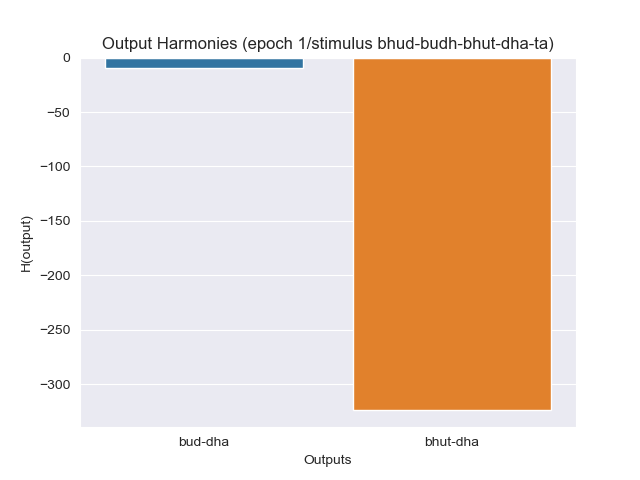 Output Harmonies (epoch 1/stimulus bhud-budh-bhut-dha-ta)
0
−50
−100
−150
−200
−250
−300
H(output)
bud-dha
bhut-dha
Outputs